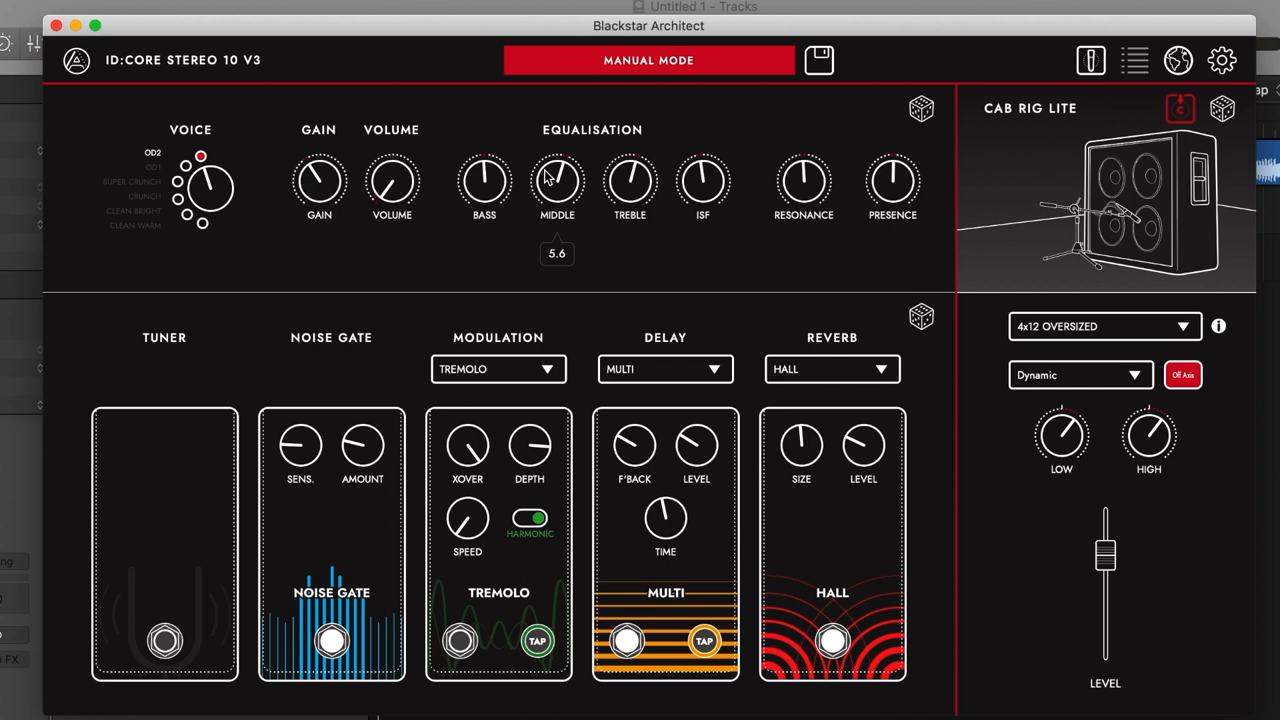 Untitled 1 - Tracks
Blackstar Architect
ID:CORE STEREO 10 V3
MANUAL MODE
VOICE
GAIN
VOLUME
EQUALISATION
CAB RIG LITE
OD2
OD1
SUPER CRUNCH
CRUNCH
CLEAN BRIGHT
CLEAN WARM
GAIN
VOLUME
BASS
MIDDLE
TREBLE
ISF
RESONANCE
PRESENCE
5.6
TUNER
NOISE GATE
MODULATION
DELAY
REVERB
TREMOLO
MULTI
HALL
4x12 OVERSIZED
Dynamic
Off Axis
LOW
HIGH
SENS.
AMOUNT
XOVER
DEPTH
F'BACK
LEVEL
SIZE
LEVEL
SPEED
HARMONIC
TIME
NOISE GATE
TREMOLO
MULTI
HALL
TAP
TAP
LEVEL
FX